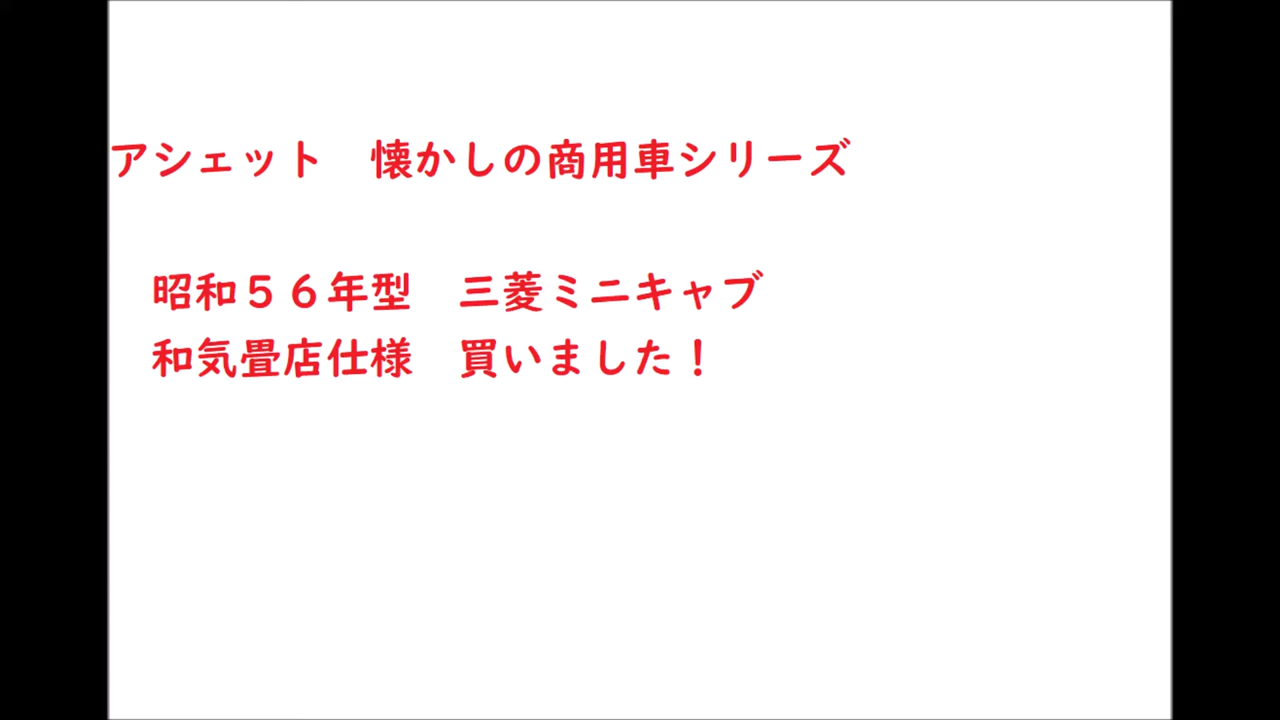 アシェット　懐かしの商用車シリーズ
昭和５６年型　三菱ミニキャブ
和気畳店仕様　買いました！